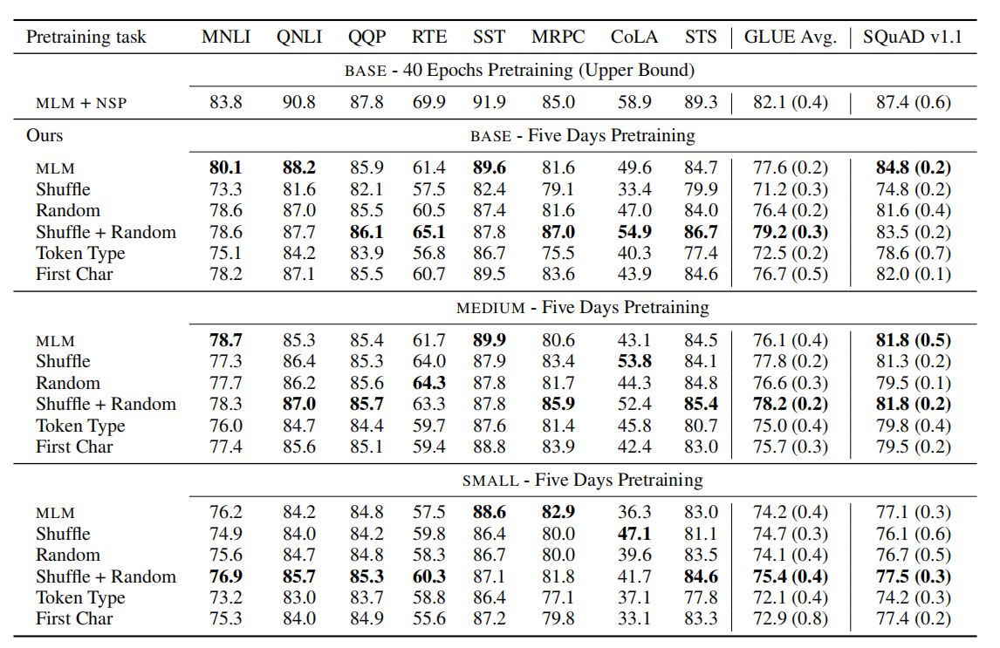 Pretraining task MNLI QNLI QQP RTE SST MRPC CoLA STS GLUE Avg. SQuAD v1.1
BASE - 40 Epochs Pretraining (Upper Bound)
MLM + NSP 83.8 90.8 87.8 69.9 91.9 85.0 58.9 89.3 82.1 (0.4) 87.4 (0.6)
Ours BASE - Five Days Pretraining
MLM 80.1 88.2 85.9 61.4 89.6 81.6 49.6 84.7 77.6 (0.2) 84.8 (0.2)
Shuffle 73.3 81.6 82.1 57.5 82.4 79.1 33.4 79.9 71.2 (0.3) 74.8 (0.2)
Random 78.6 87.0 85.5 60.5 87.4 81.6 47.0 84.0 76.4 (0.2) 81.6 (0.4)
Shuffle + Random 78.6 87.7 86.1 65.1 87.8 87.0 54.9 86.7 79.2 (0.3) 83.5 (0.2)
Token Type 75.1 84.2 83.9 56.8 86.7 75.5 40.3 77.4 72.5 (0.2) 78.6 (0.7)
First Char 78.2 87.1 85.5 60.7 89.5 83.6 43.9 84.6 76.7 (0.5) 82.0 (0.1)
MEDIUM - Five Days Pretraining
MLM 78.7 85.3 85.4 61.7 89.9 80.6 43.1 84.5 76.1 (0.4) 81.8 (0.5)
Shuffle 77.3 86.4 85.3 64.0 87.9 83.4 53.8 84.1 77.8 (0.2) 81.3 (0.2)
Random 77.7 86.2 85.6 64.3 87.8 81.7 44.3 84.8 76.6 (0.3) 79.5 (0.1)
Shuffle + Random 78.3 87.0 85.7 63.3 87.8 85.9 52.4 85.4 78.2 (0.2) 81.8 (0.2)
Token Type 76.0 84.7 84.4 59.7 87.6 81.4 45.8 80.7 75.0 (0.4) 79.8 (0.4)
First Char 77.4 85.6 85.1 59.4 88.8 83.9 42.4 83.0 75.7 (0.3) 79.5 (0.2)
SMALL - Five Days Pretraining
MLM 76.2 84.2 84.8 57.5 88.6 82.9 36.3 83.0 74.2 (0.4) 77.1 (0.3)
Shuffle 74.9 84.0 84.2 59.8 86.4 80.0 47.1 81.1 74.7 (0.3) 76.1 (0.6)
Random 75.6 84.7 84.8 58.3 86.7 80.0 39.6 83.5 74.1 (0.4) 76.7 (0.5)
Shuffle + Random 76.9 85.7 85.3 60.3 87.1 81.8 41.7 84.6 75.4 (0.4) 77.5 (0.3)
Token Type 73.2 83.0 83.7 58.8 86.4 77.1 37.1 77.8 72.1 (0.4) 74.2 (0.3)
First Char 75.3 84.0 84.9 55.6 87.2 79.8 33.1 83.3 72.9 (0.8) 77.4 (0.2)